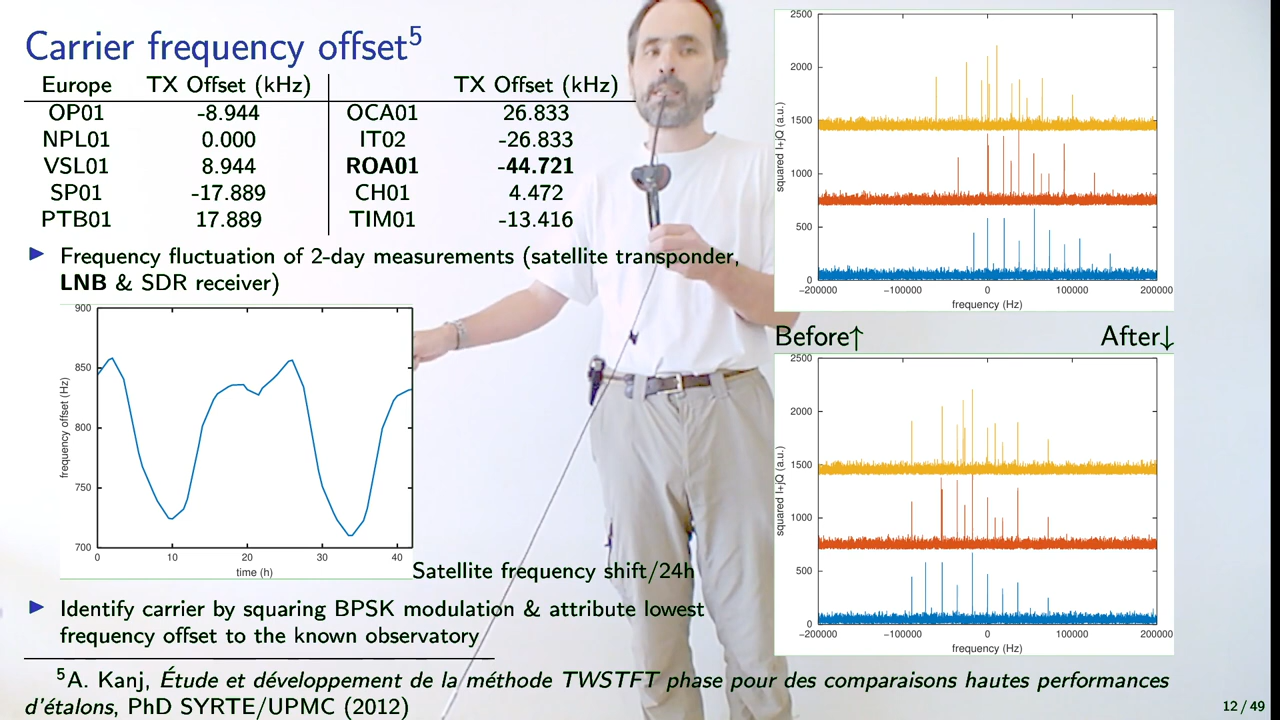 Carrier frequency offset⁵
Europe TX Offset (kHz) TX Offset (kHz)
OP01 -8.944 OCA01 26.833
NPL01 0.000 IT02 -26.833
VSL01 8.944 ROA01 -44.721
SP01 -17.889 CH01 4.472
PTB01 17.889 TIM01 -13.416
▶ Frequency fluctuation of 2-day measurements (satellite transponder,
LNB & SDR receiver)
900
850
800
750
700
frequency offset (Hz)
0 10 20 30 40
time (h)
Satellite frequency shift/24h
▶ Identify carrier by squaring BPSK modulation & attribute lowest
frequency offset to the known observatory
2500
2000
1500
1000
500
0
squared I+jQ (a.u.)
−200000 −100000 0 100000 200000
frequency (Hz)
Before↑ After↓
2500
2000
1500
1000
500
0
squared I+jQ (a.u.)
−200000 −100000 0 100000 200000
frequency (Hz)
⁵A. Kanj, Étude et développement de la méthode TWSTFT phase pour des comparaisons hautes performances
d'étalons, PhD SYRTE/UPMC (2012)
12 / 49